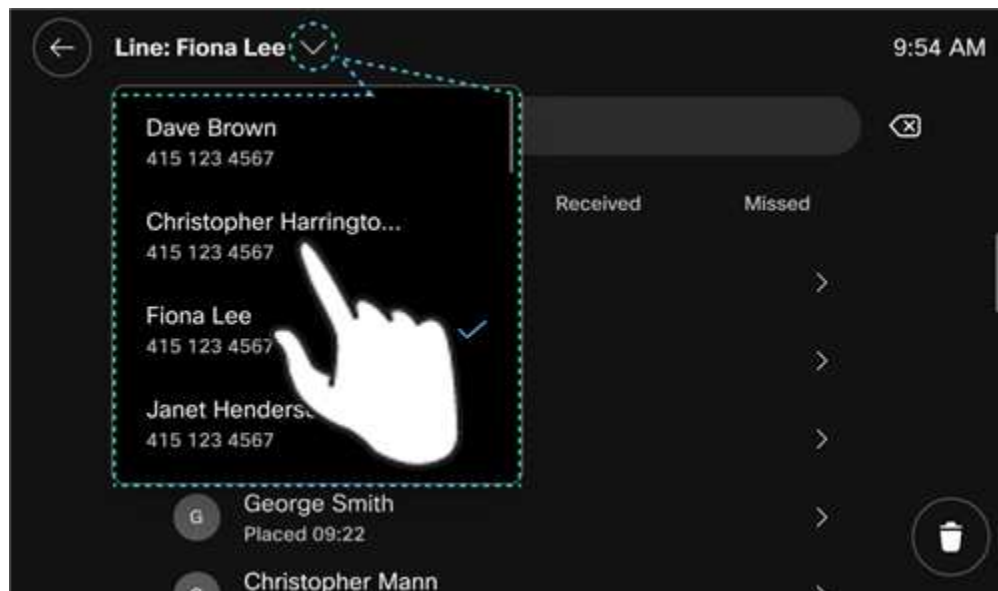 Line: Fiona Lee
9:54 AM
Dave Brown
415 123 4567
Christopher Harringto...
415 123 4567
Fiona Lee
415 123 4567
Janet
415 123 4567
Received
Missed
G
George Smith
Placed 09:22
Christopher Mann